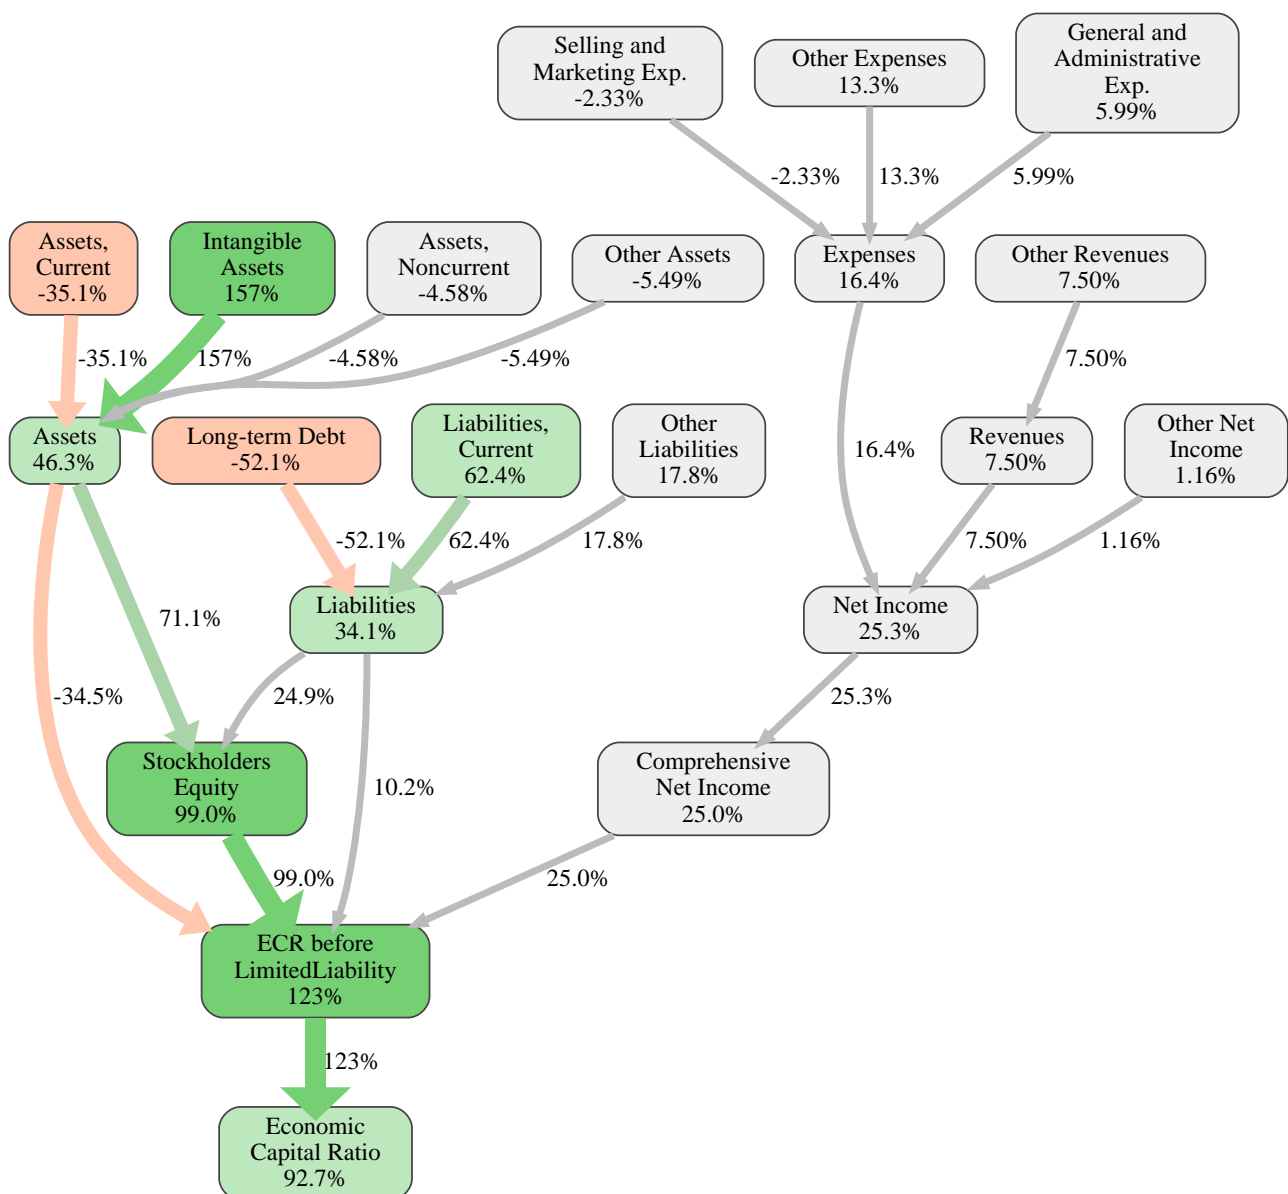 Selling and
Marketing Exp.
-2.33%
Other Expenses
13.3%
General and
Administrative
Exp.
5.99%
-2.33%
13.3%
5.99%
Assets,
Current
-35.1%
Intangible
Assets
157%
Assets,
Noncurrent
-4.58%
Other Assets
-5.49%
Expenses
16.4%
Other Revenues
7.50%
-35.1%
157%
-4.58%
-5.49%
7.50%
Assets
46.3%
Long-term Debt
-52.1%
Liabilities,
Current
62.4%
Other
Liabilities
17.8%
16.4%
Revenues
7.50%
Other Net
Income
1.16%
-52.1%
62.4%
17.8%
7.50%
1.16%
71.1%
Liabilities
34.1%
Net Income
25.3%
-34.5%
24.9%
25.3%
Stockholders
Equity
99.0%
10.2%
Comprehensive
Net Income
25.0%
99.0%
25.0%
ECR before
LimitedLiability
123%
123%
Economic
Capital Ratio
92.7%